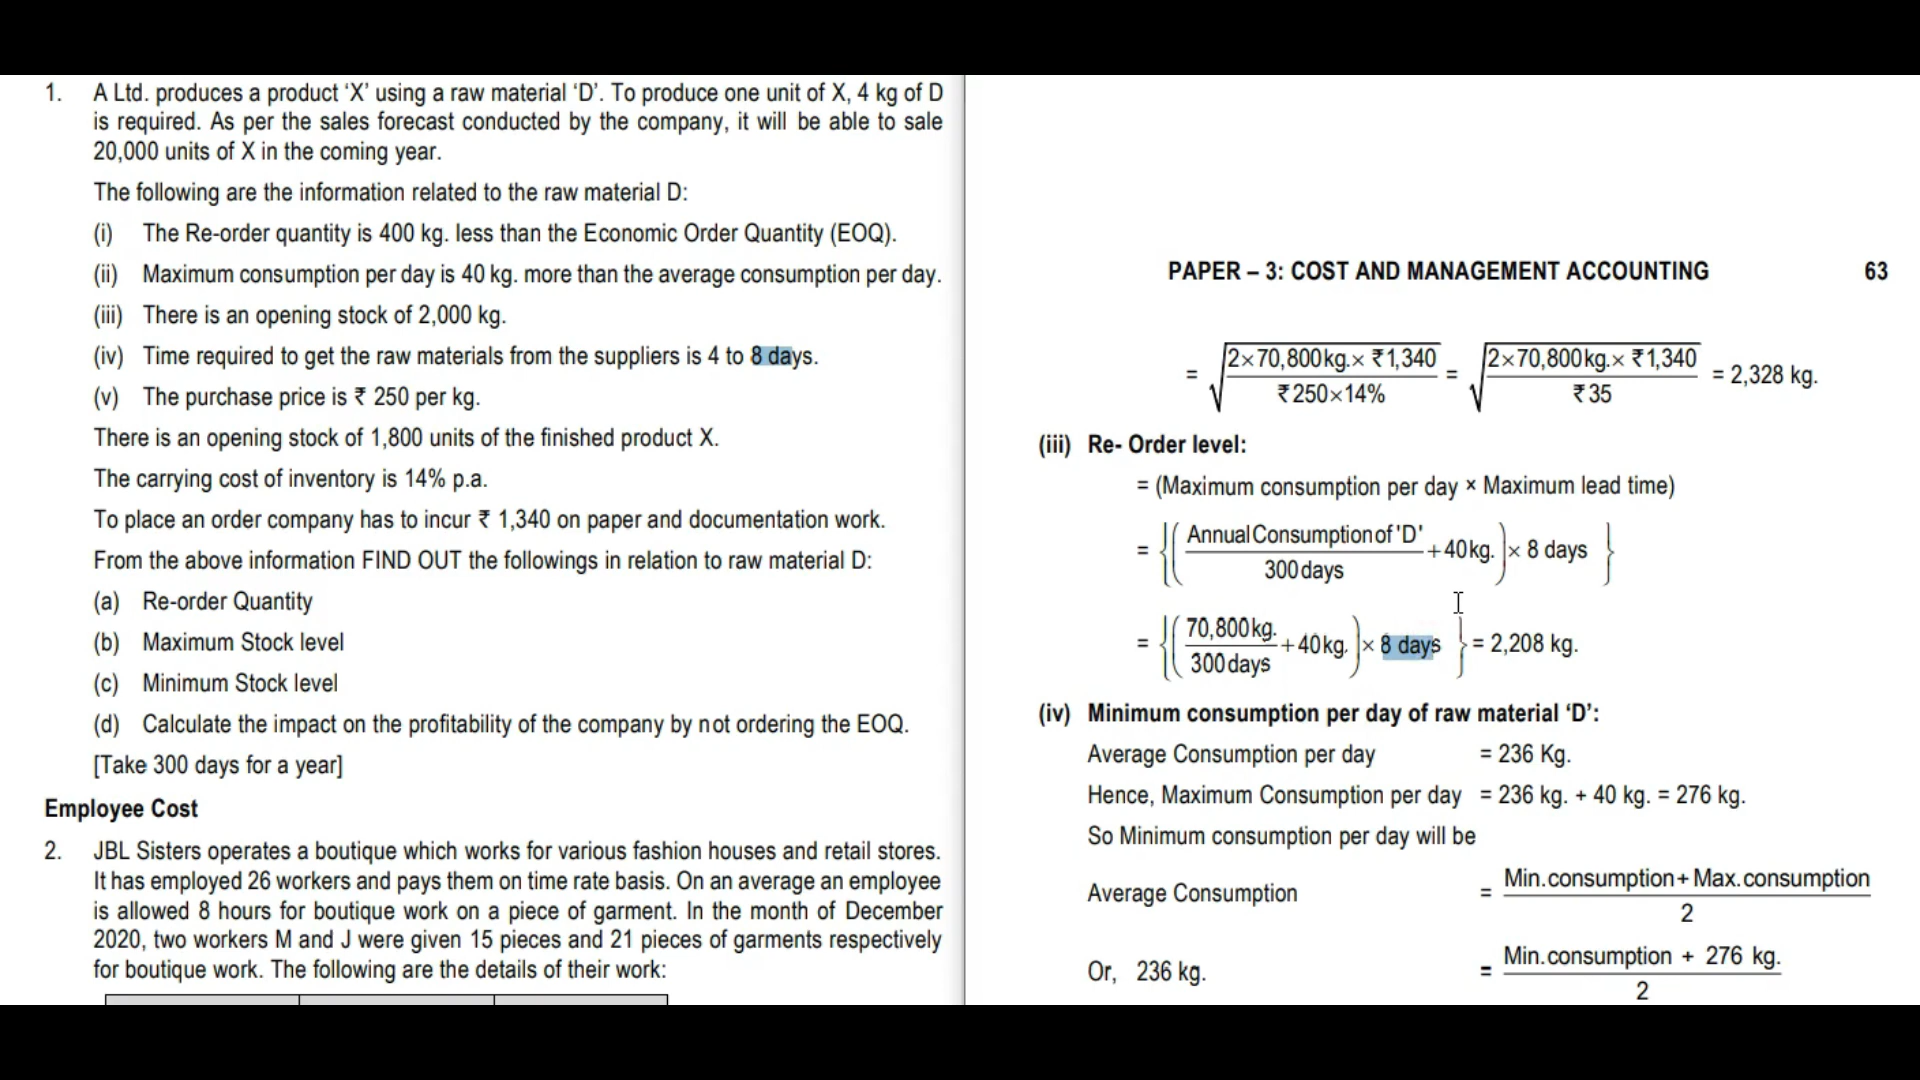 1. A Ltd. produces a product ‘X’ using a raw material ‘D’. To produce one unit of X, 4 kg of D
is required. As per the sales forecast conducted by the company, it will be able to sale
20,000 units of X in the coming year.
The following are the information related to the raw material D:
(i) The Re-order quantity is 400 kg. less than the Economic Order Quantity (EOQ).
(ii) Maximum consumption per day is 40 kg. more than the average consumption per day.
(iii) There is an opening stock of 2,000 kg.
(iv) Time required to get the raw materials from the suppliers is 4 to 8 days.
(v) The purchase price is ₹ 250 per kg.
There is an opening stock of 1,800 units of the finished product X.
The carrying cost of inventory is 14% p.a.
To place an order company has to incur ₹ 1,340 on paper and documentation work.
From the above information FIND OUT the followings in relation to raw material D:
(a) Re-order Quantity
(b) Maximum Stock level
(c) Minimum Stock level
(d) Calculate the impact on the profitability of the company by not ordering the EOQ.
[Take 300 days for a year]
Employee Cost
2. JBL Sisters operates a boutique which works for various fashion houses and retail stores.
It has employed 26 workers and pays them on time rate basis. On an average an employee
is allowed 8 hours for boutique work on a piece of garment. In the month of December
2020, two workers M and J were given 15 pieces and 21 pieces of garments respectively
for boutique work. The following are the details of their work:
PAPER – 3: COST AND MANAGEMENT ACCOUNTING 63
= √ 2×70,800kg.× ₹1,340 = √ 2×70,800kg.× ₹1,340 = 2,328 kg.
₹250×14% ₹35
(iii) Re- Order level:
= (Maximum consumption per day × Maximum lead time)
= {( Annual Consumption of 'D' +40kg. )× 8 days }
300days
= {( 70,800kg. +40kg. )× 8 days } = 2,208 kg.
300days
(iv) Minimum consumption per day of raw material ‘D’:
Average Consumption per day = 236 Kg.
Hence, Maximum Consumption per day = 236 kg. + 40 kg. = 276 kg.
So Minimum consumption per day will be
Average Consumption = Min.consumption+Max.consumption
2
Or, 236 kg. = Min.consumption + 276 kg.
2